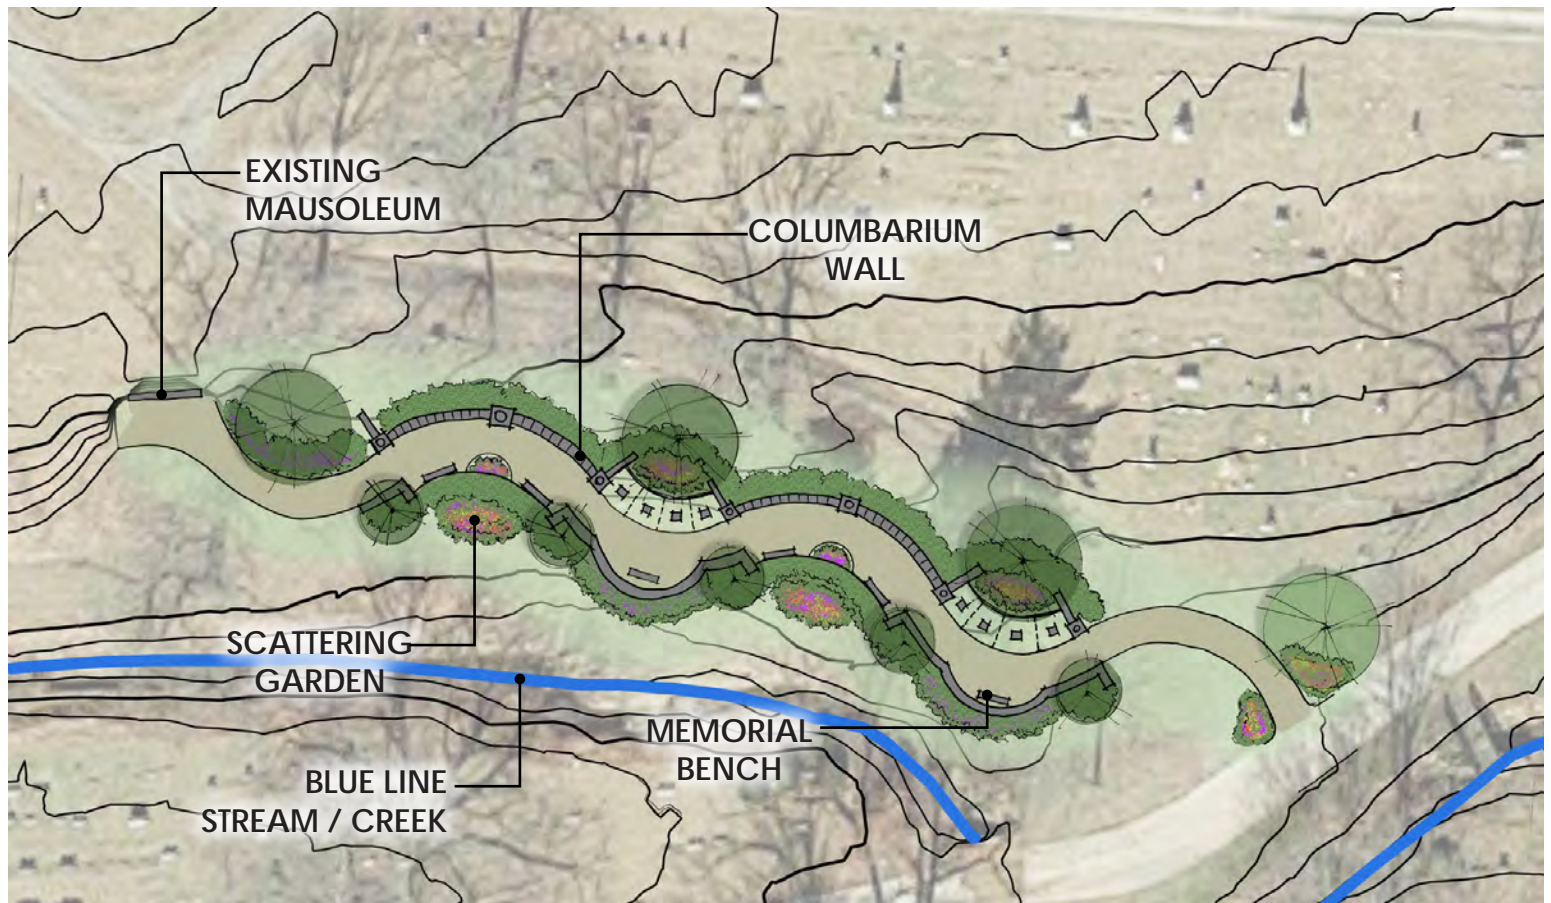 EXISTING
MAUSOLEUM
COLUMBARIUM
WALL
SCATTERING
GARDEN
MEMORIAL
BENCH
BLUE LINE
STREAM / CREEK